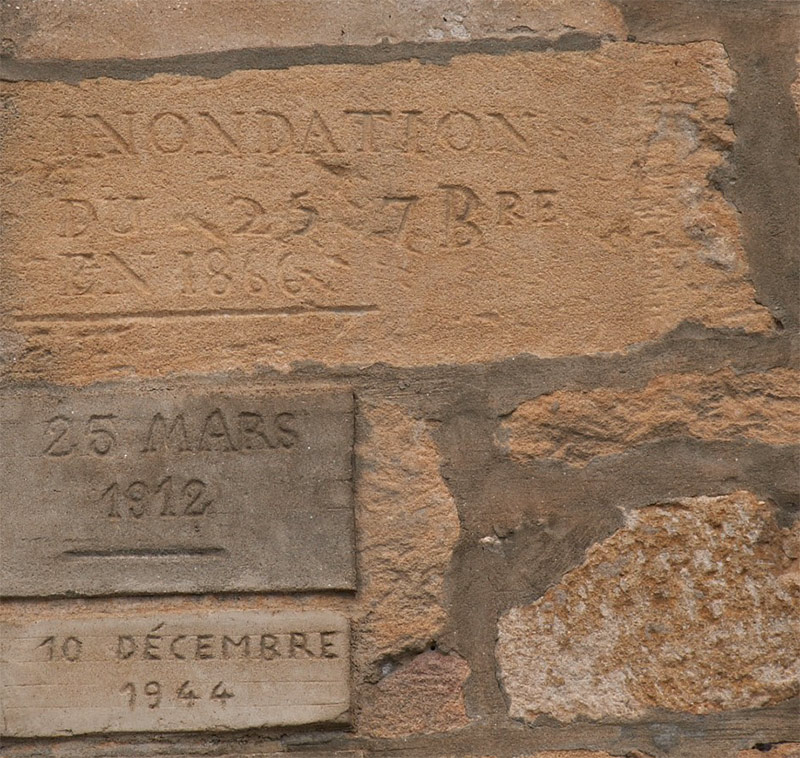 INONDATION
DU 25 7BRE
EN 1866
25 MARS
1912
10 DÉCEMBRE
1944